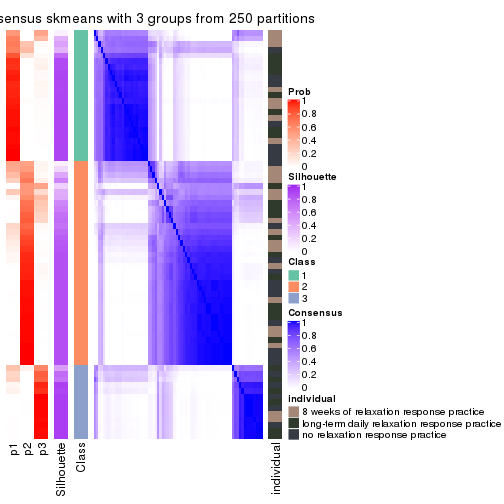 sensus skmeans with 3 groups from 250 partitions
Prob
1
0.8
0.6
0.4
0.2
0
Silhouette
1
0.8
0.6
0.4
0.2
0
Class
1
2
3
Consensus
1
0.8
0.6
0.4
0.2
0
individual
8 weeks of relaxation response practice
long-term daily relaxation response practice
no relaxation response practice
p1
p2
p3
Silhouette
Class
individual